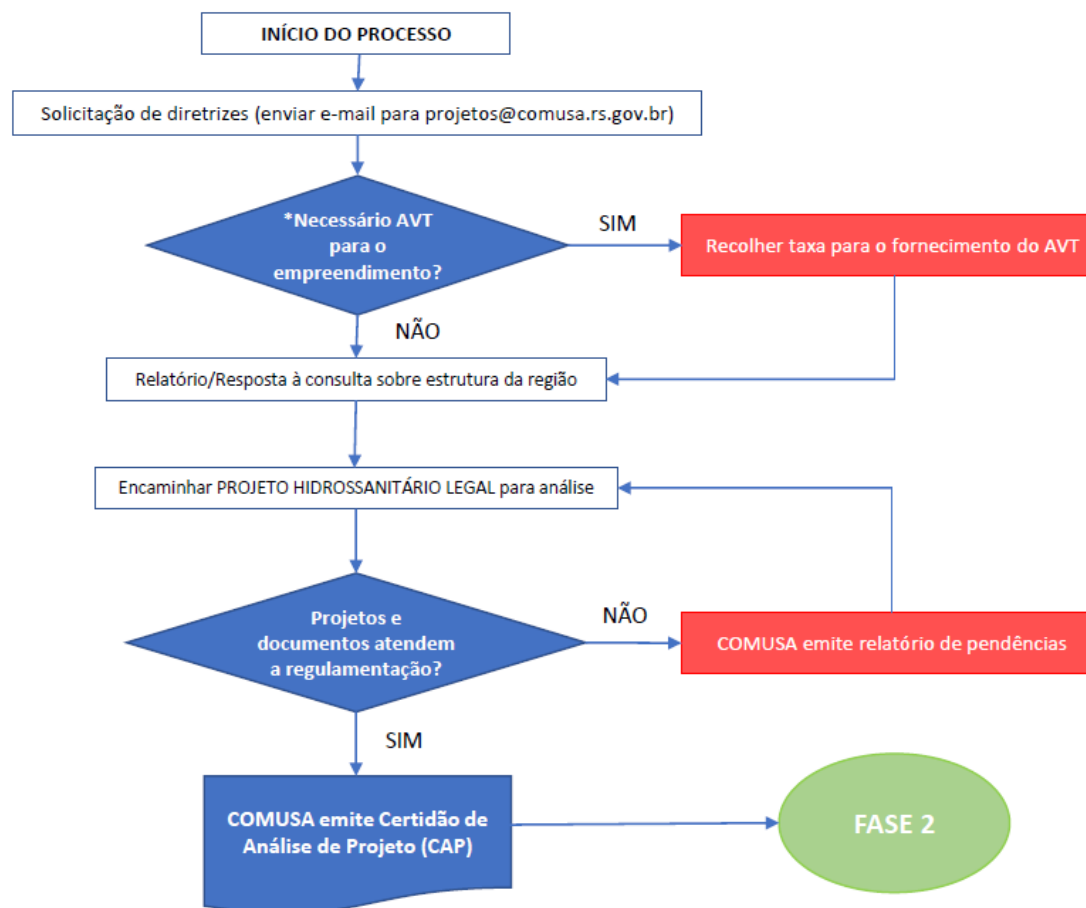 INÍCIO DO PROCESSO
Solicitação de diretrizes (enviar e-mail para projetos@comusa.rs.gov.br)
*Necessário AVT
para o
empreendimento?
SIM
Recolher taxa para o fornecimento do AVT
NÃO
Relatório/Resposta à consulta sobre estrutura da região
Encaminhar PROJETO HIDROSSANITÁRIO LEGAL para análise
Projetos e
documentos atendem
a regulamentação?
NÃO
COMUSA emite relatório de pendências
SIM
COMUSA emite Certidão de
Análise de Projeto (CAP)
FASE 2